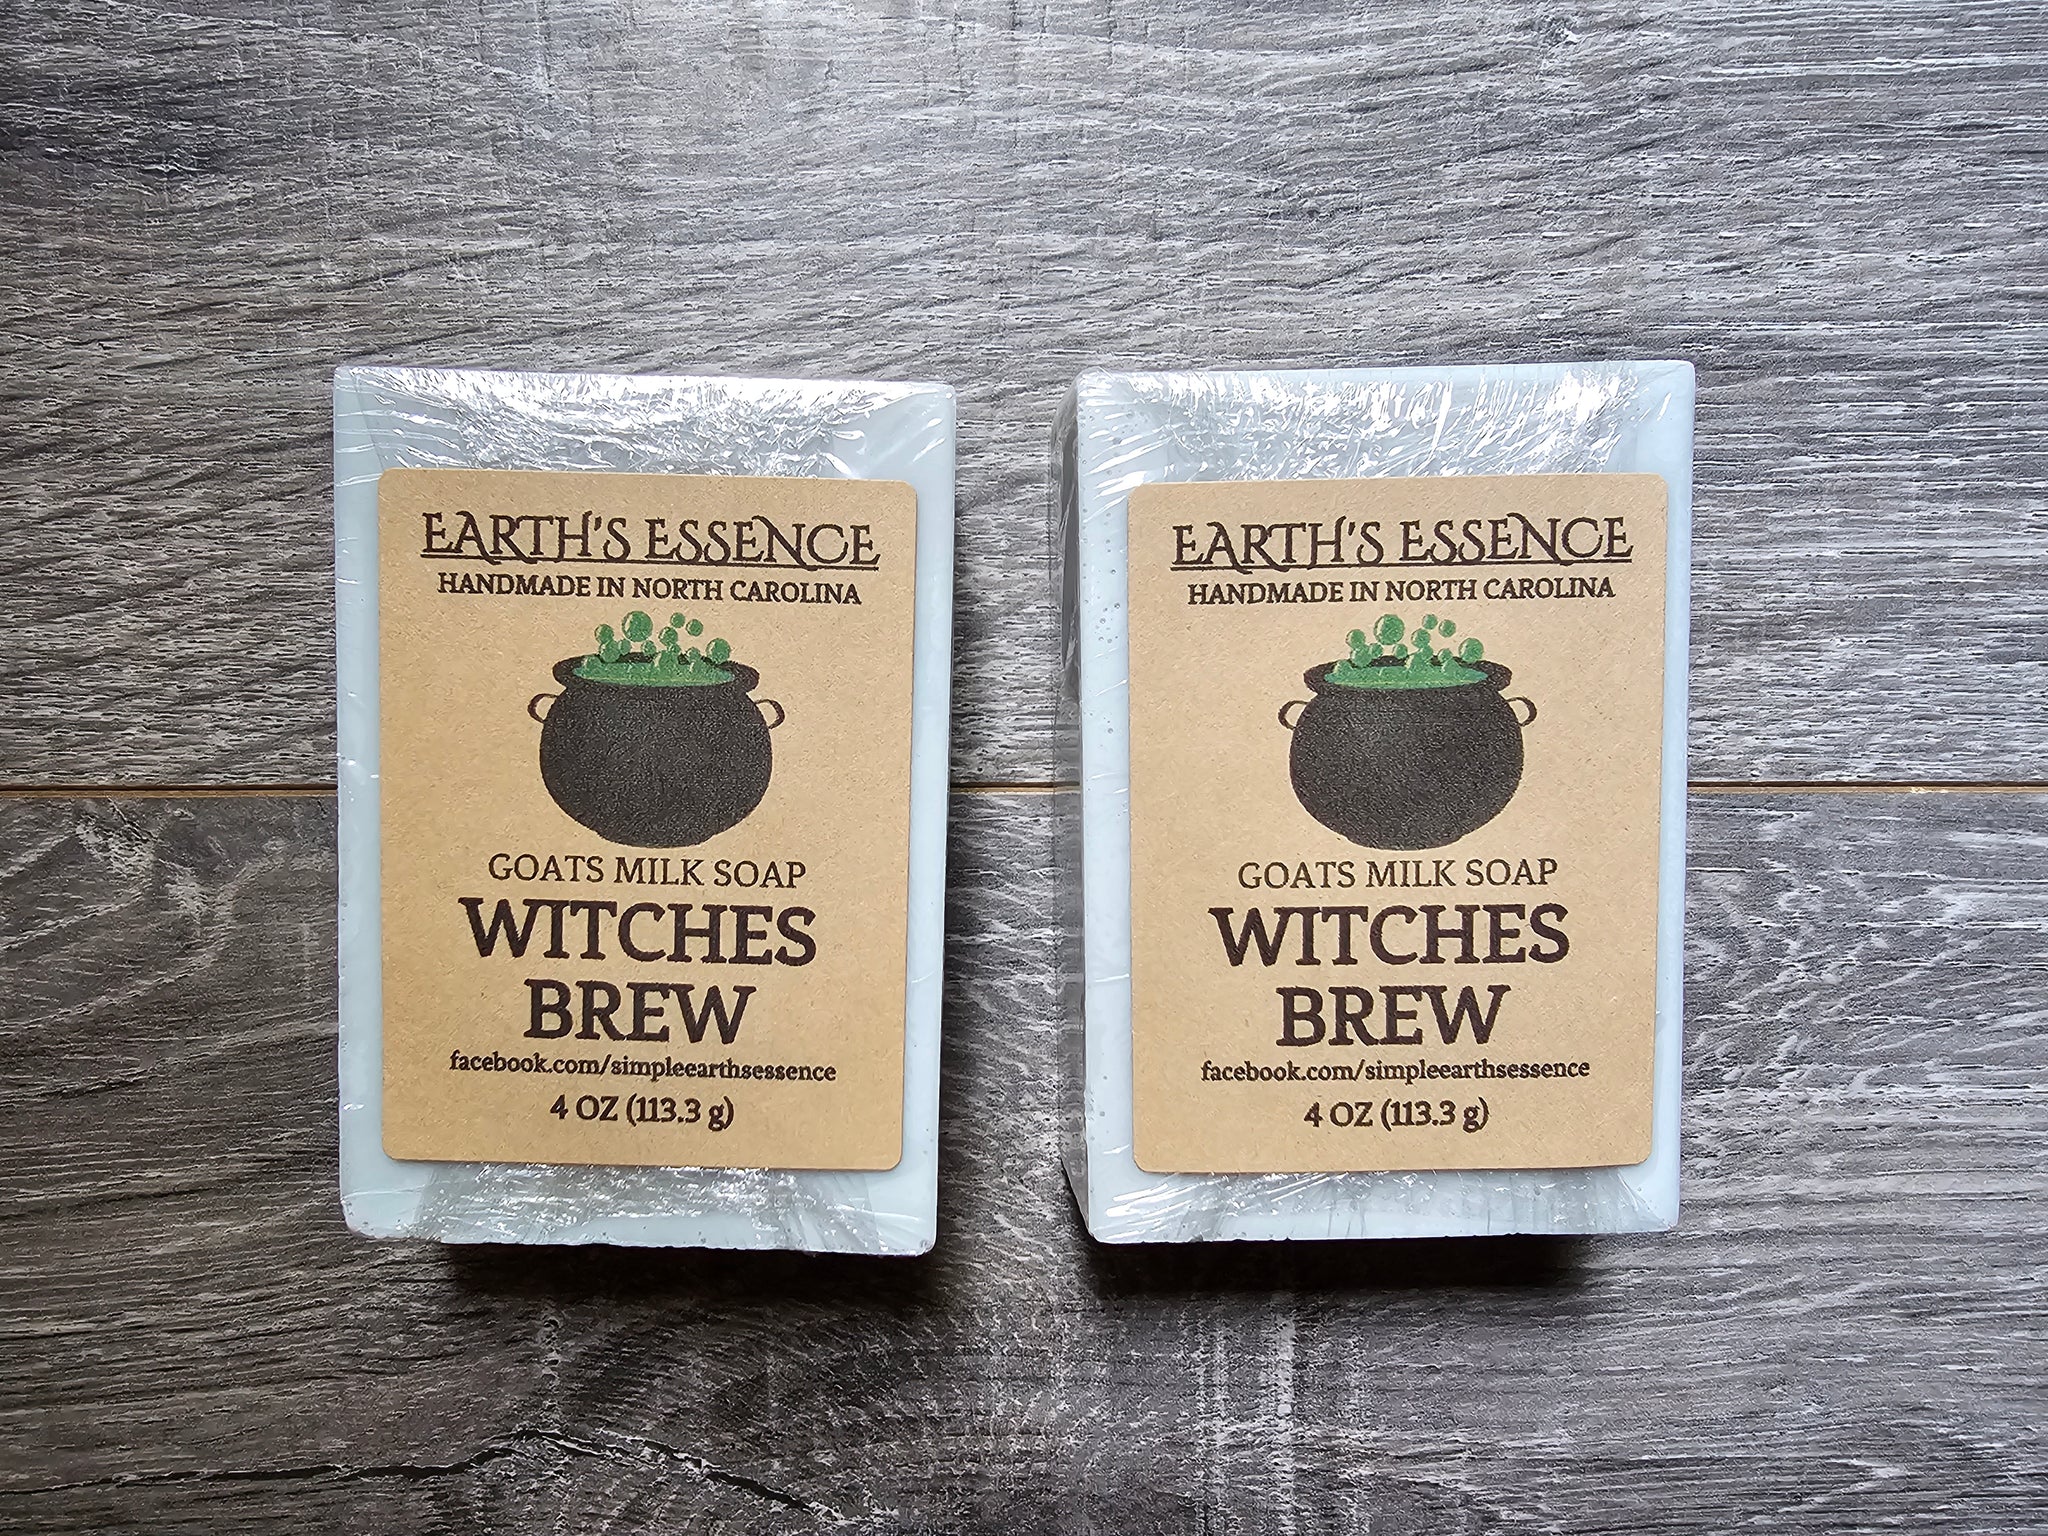 EARTH'S ESSENCE
HANDMADE IN NORTH CAROLINA
GOATS MILK SOAP
WITCHES
BREW
facebook.com/simpleearthsessence
4 OZ (113.3 g)
EARTH'S ESSENCE
HANDMADE IN NORTH CAROLINA
GOATS MILK SOAP
WITCHES
BREW
facebook.com/simpleearthsessence
4 OZ (113.3 g)